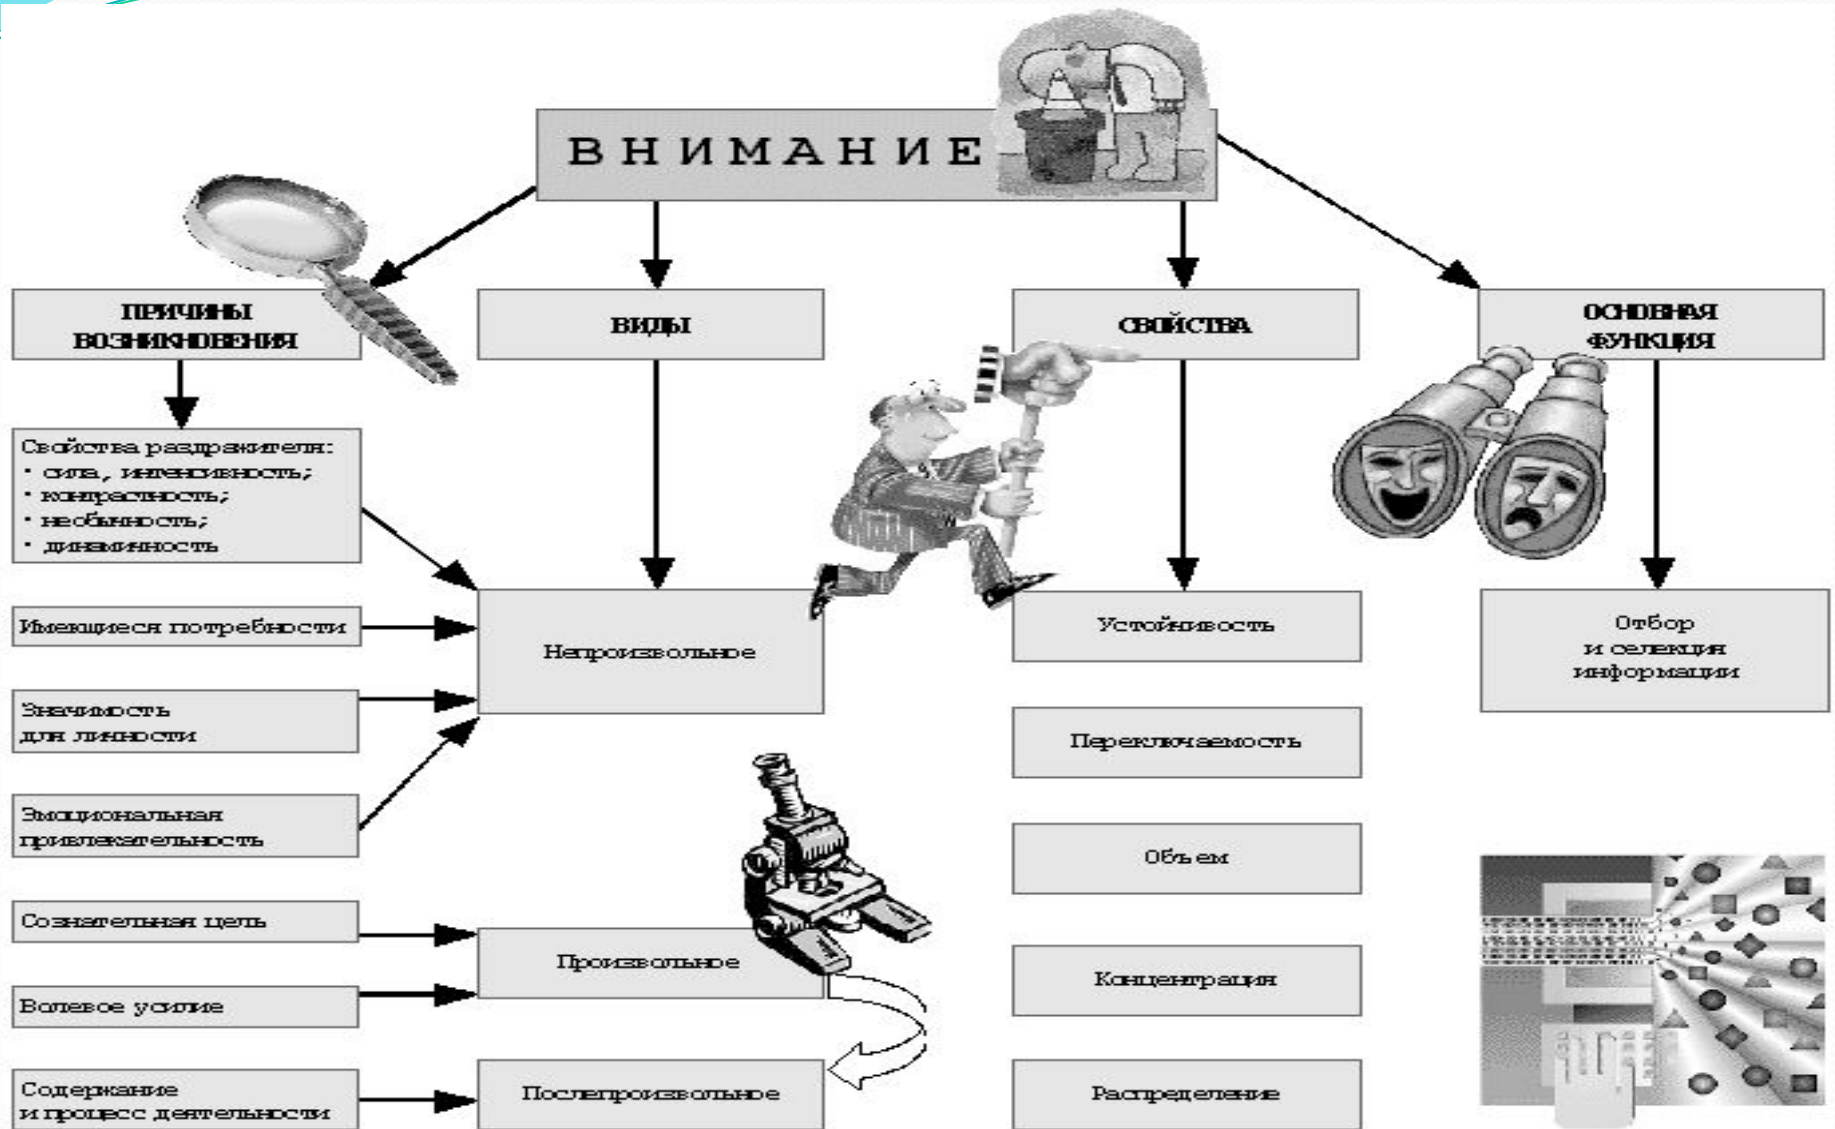 ВНИМАНИЕ
ПРИЧИНЫ
ВОЗНИКНОВЕНИЯ
ВИДЫ
СВОЙСТВА
ОСНОВНАЯ
ФУНКЦИЯ
Свойства раздражителя:
• сила, интенсивность;
• контрастность;
• необычность;
• динамичность
Имеющиеся потребности
Значимость
для личности
Эмоциональная
привлекательность
Сознательная цель
Волевое усилие
Содержание
и процесс деятельности
Непроизвольное
Произвольное
Послепроизвольное
Устойчивость
Переключаемость
Объем
Концентрация
Распределение
Отбор
и селекция
информации